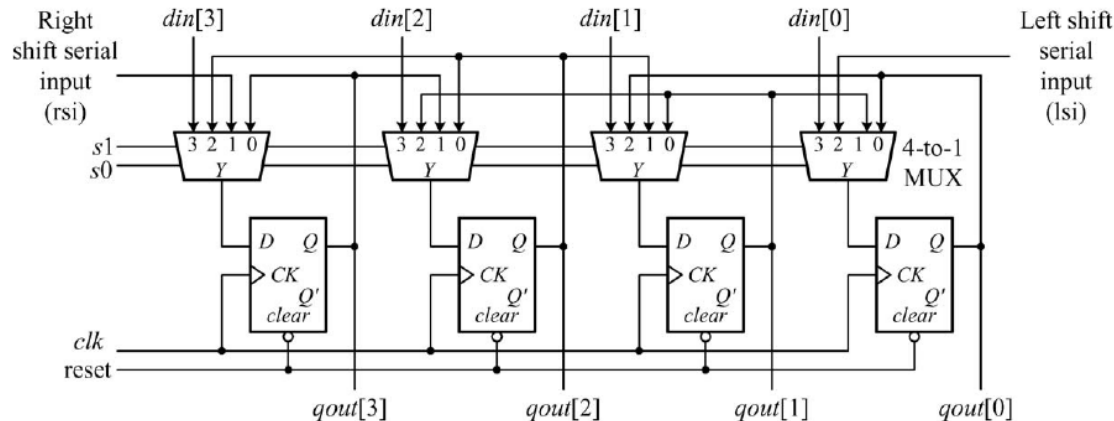 Right
shift serial
input
(rsi)
din[3]
din[2]
din[1]
din[0]
Left shift
serial
input
(lsi)
s1
s0
3 2 1 0
Y
3 2 1 0
Y
3 2 1 0
Y
3 2 1 0
Y
4-to-1
MUX
D Q
CK
Q'
clear
D Q
CK
Q'
clear
D Q
CK
Q'
clear
D Q
CK
Q'
clear
clk
reset
qout[3]
qout[2]
qout[1]
qout[0]